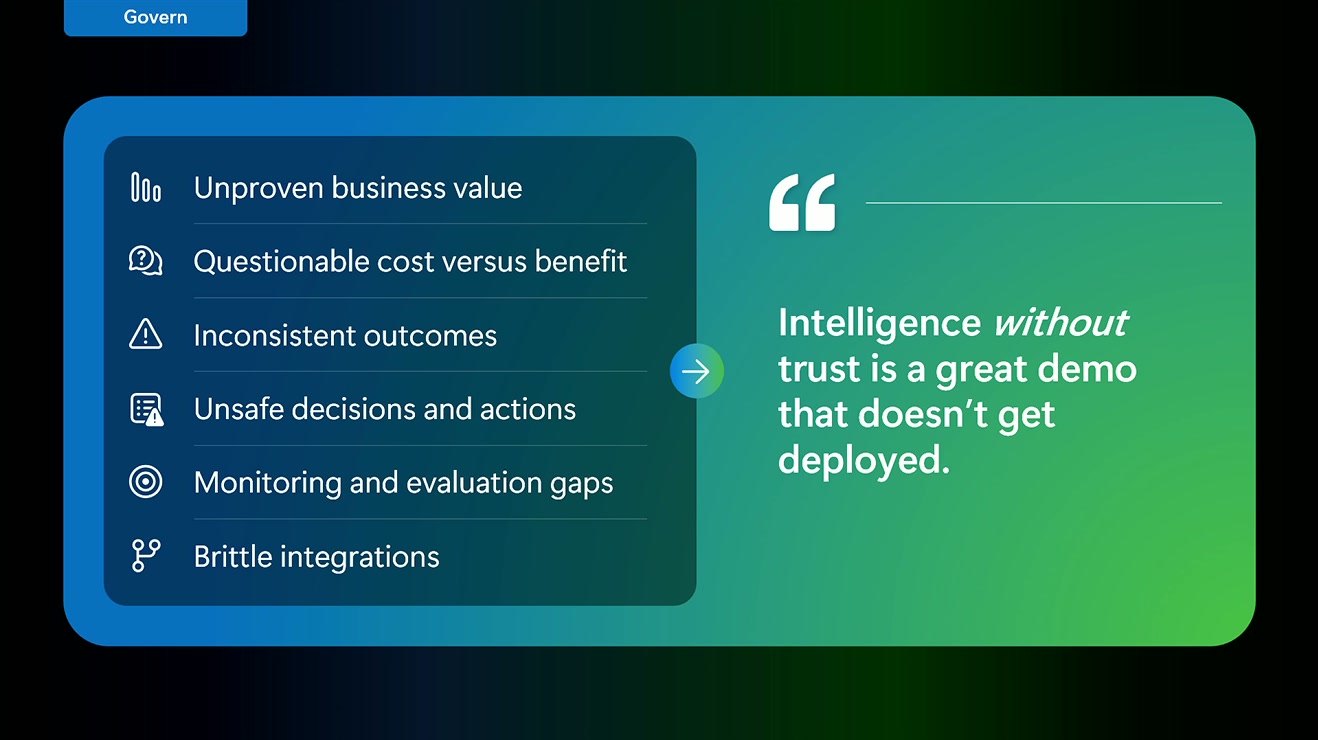 Govern
Unproven business value
Questionable cost versus benefit
Inconsistent outcomes
Unsafe decisions and actions
Monitoring and evaluation gaps
Brittle integrations
“
Intelligence without
trust is a great demo
that doesn’t get
deployed.